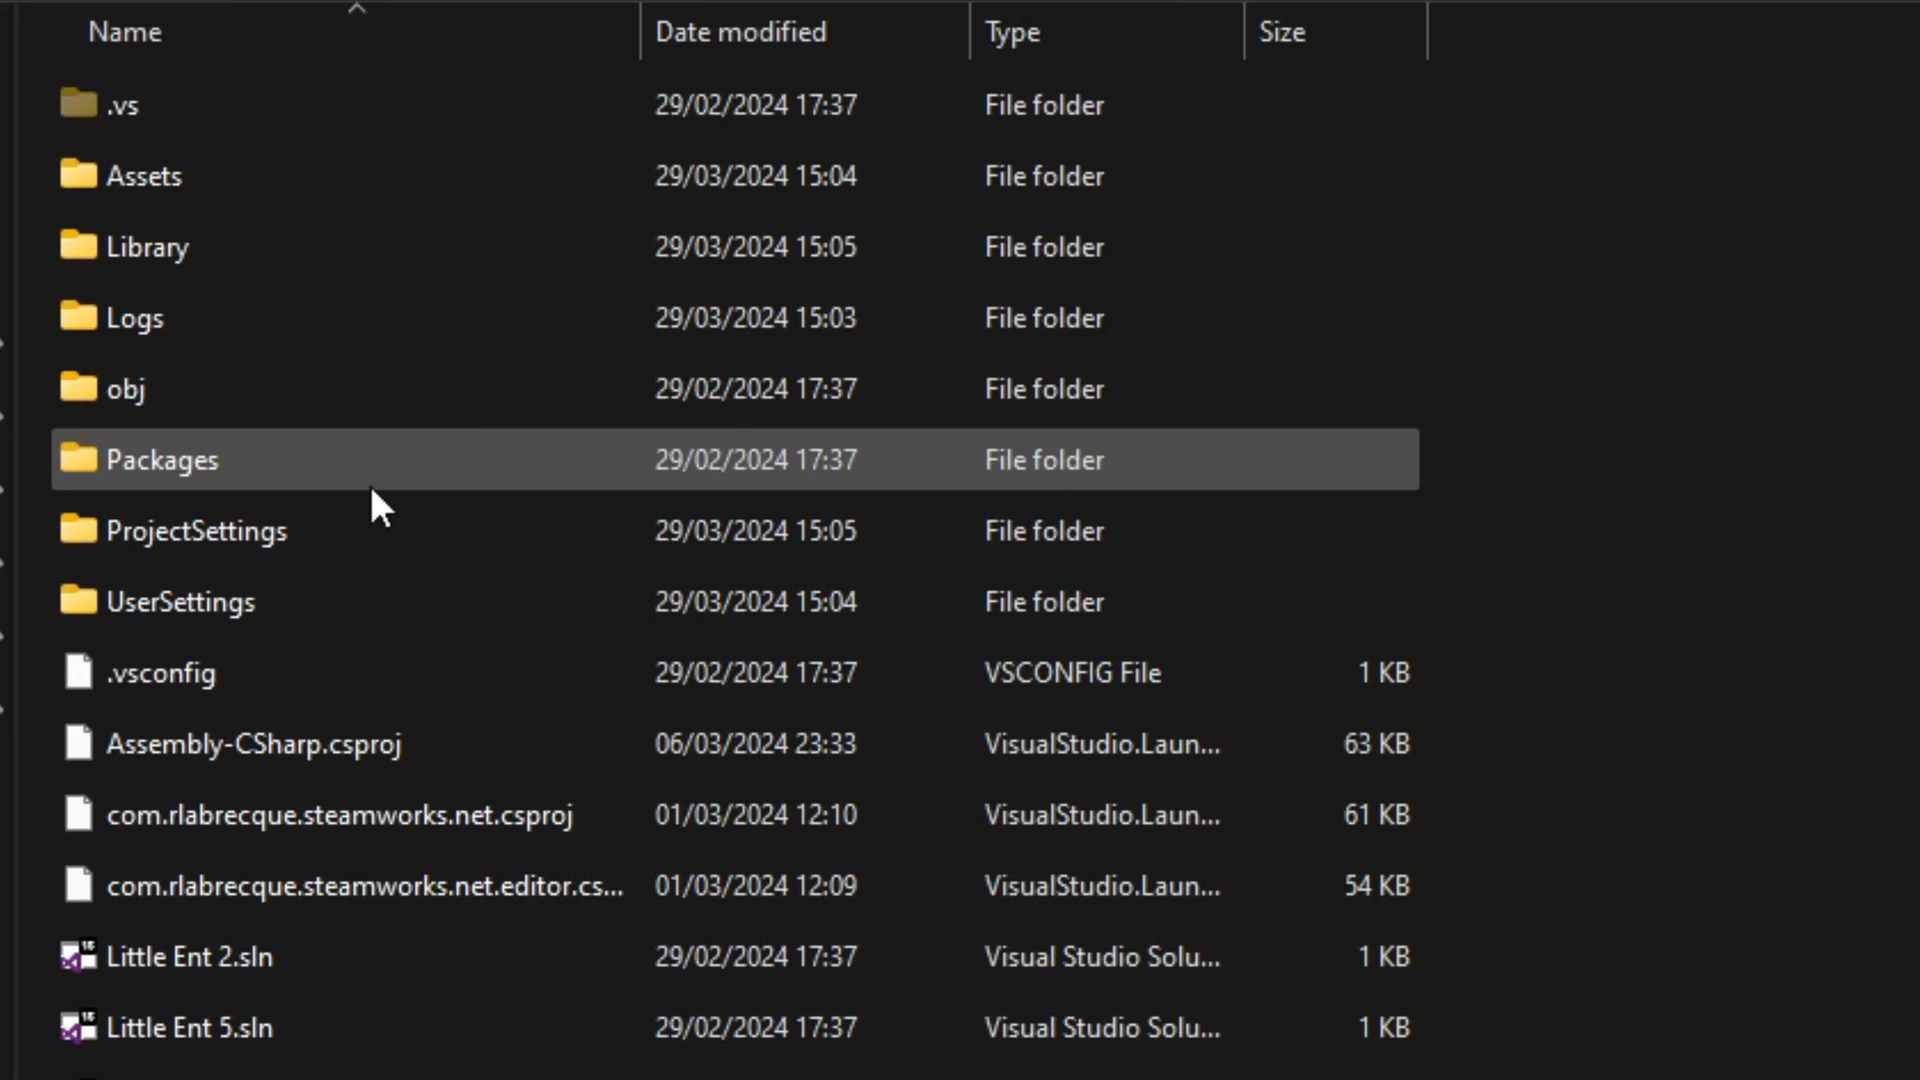 Name Date modified Type Size
.vs 29/02/2024 17:37 File folder
Assets 29/03/2024 15:04 File folder
Library 29/03/2024 15:05 File folder
Logs 29/03/2024 15:03 File folder
obj 29/02/2024 17:37 File folder
Packages 29/02/2024 17:37 File folder
ProjectSettings 29/03/2024 15:05 File folder
UserSettings 29/03/2024 15:04 File folder
.vsconfig 29/02/2024 17:37 VSCONFIG File 1 KB
Assembly-CSharp.csproj 06/03/2024 23:33 VisualStudio.Laun... 63 KB
com.rlabrecque.steamworks.net.csproj 01/03/2024 12:10 VisualStudio.Laun... 61 KB
com.rlabrecque.steamworks.net.editor.cs... 01/03/2024 12:09 VisualStudio.Laun... 54 KB
Little Ent 2.sln 29/02/2024 17:37 Visual Studio Solu... 1 KB
Little Ent 5.sln 29/02/2024 17:37 Visual Studio Solu... 1 KB